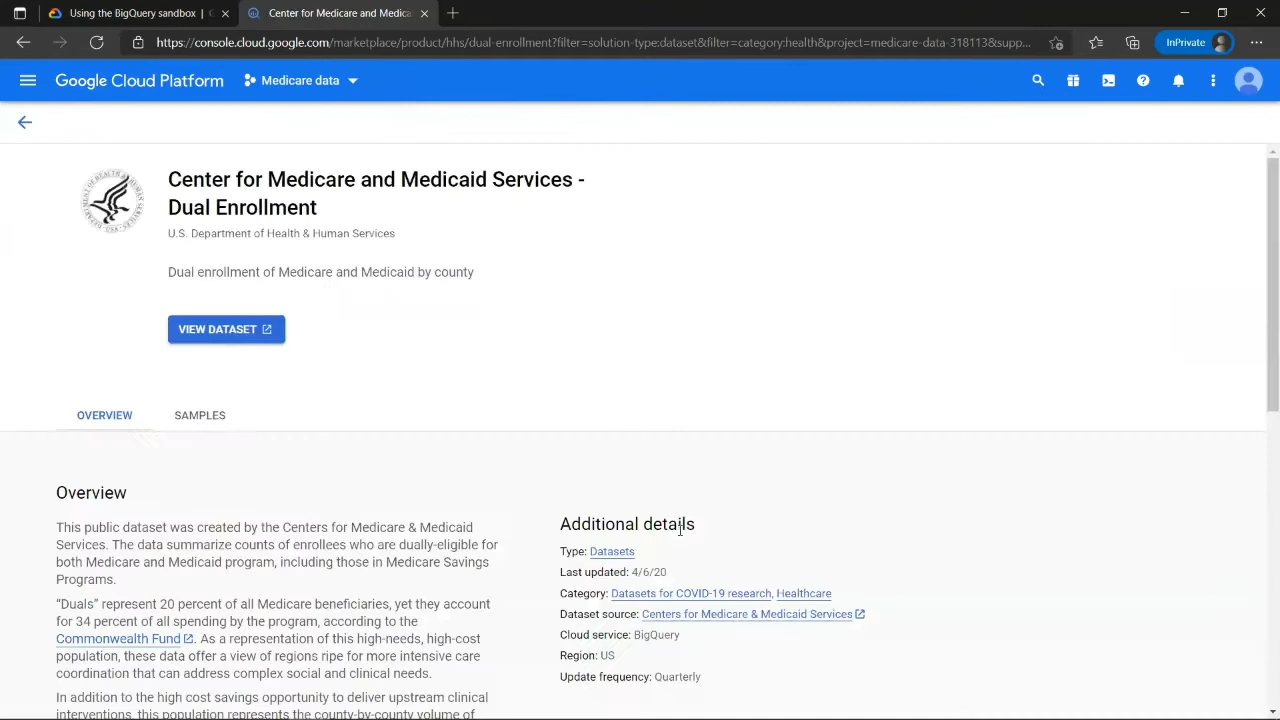 Using the BigQuery sandbox |
Center for Medicare and Medica
https://console.cloud.google.com/marketplace/product/hhs/dual-enrollment?filter=solution-type:dataset&filter=category:health&project=medicare-data-318113&supp...
InPrivate
Google Cloud Platform
Medicare data
Center for Medicare and Medicaid Services -
Dual Enrollment
U.S. Department of Health & Human Services
Dual enrollment of Medicare and Medicaid by county
VIEW DATASET
OVERVIEW
SAMPLES
Overview
This public dataset was created by the Centers for Medicare & Medicaid
Services. The data summarize counts of enrollees who are dually-eligible for
both Medicare and Medicaid program, including those in Medicare Savings
Programs.
“Duals” represent 20 percent of all Medicare beneficiaries, yet they account
for 34 percent of all spending by the program, according to the
Commonwealth Fund. As a representation of this high-needs, high-cost
population, these data offer a view of regions ripe for more intensive care
coordination that can address complex social and clinical needs.
In addition to the high cost savings opportunity to deliver upstream clinical
interventions, this population represents the county-by-county volume of
Additional details
Type: Datasets
Last updated: 4/6/20
Category: Datasets for COVID-19 research, Healthcare
Dataset source: Centers for Medicare & Medicaid Services
Cloud service: BigQuery
Region: US
Update frequency: Quarterly